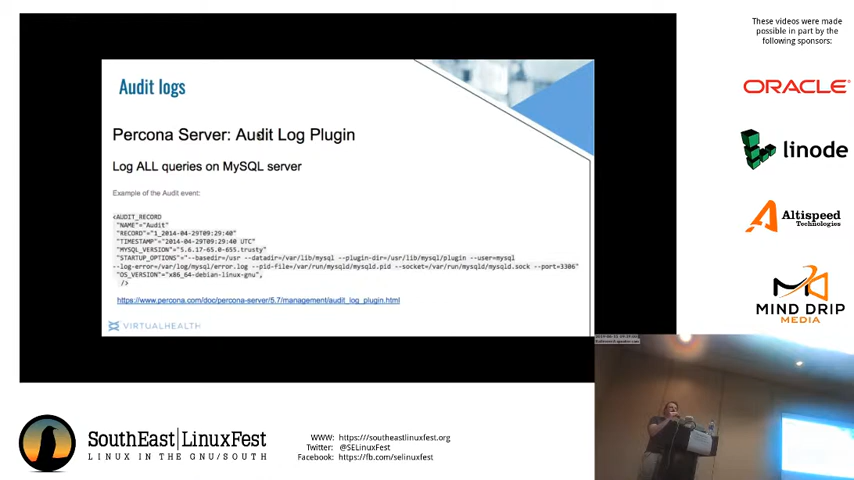 These videos were made
possible in part by the
following sponsors:
ORACLE
linode
Altispeed
Technologies
MIND DRIP
MEDIA
Audit logs
Percona Server: Audit Log Plugin
Log ALL queries on MySQL server
Example of the Audit event:
<AUDIT_RECORD
"NAME"="Audit"
"RECORD"="1_2014-04-29T09:29:40"
"TIMESTAMP"="2014-04-29T09:29:40 UTC"
"MYSQL_VERSION"="5.6.17-65.0-655.trusty"
"STARTUP_OPTIONS"="--basedir=/usr --datadir=/var/lib/mysql --plugin-dir=/usr/lib/mysql/plugin --user=mysql
--log-error=/var/log/mysql/error.log --pid-file=/var/run/mysqld/mysqld.pid --socket=/var/run/mysqld/mysqld.sock --port=3306"
"OS_VERSION"="x86_64-debian-linux-gnu",
/>
https://www.percona.com/doc/percona-server/5.7/management/audit_log_plugin.html
VIRTUALHEALTH
SouthEast|LinuxFest
LINUX IN THE GNU/SOUTH
WWW: https:///southeastlinuxfest.org
Twitter: @SELinuxFest
Facebook: https://fb.com/selinuxfest